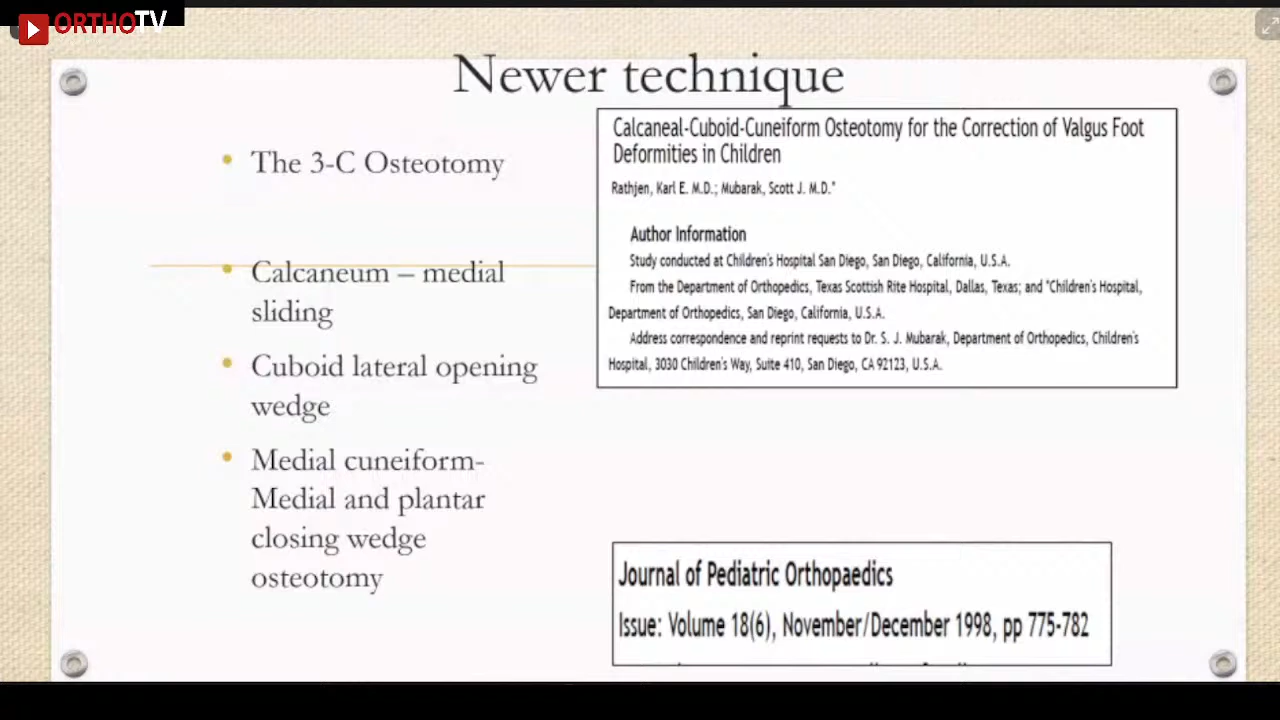 ORTHOTV
Newer technique
• The 3-C Osteotomy
• Calcaneum – medial
sliding
• Cuboid lateral opening
wedge
• Medial cuneiform-
Medial and plantar
closing wedge
osteotomy
Calcaneal-Cuboid-Cuneiform Osteotomy for the Correction of Valgus Foot
Deformities in Children
Rathjen, Karl E. M.D.; Mubarak, Scott J. M.D.*
Author Information
Study conducted at Children's Hospital San Diego, San Diego, California, U.S.A.
From the Department of Orthopedics, Texas Scottish Rite Hospital, Dallas, Texas; and *Children's Hospital,
Department of Orthopedics, San Diego, California, U.S.A.
Address correspondence and reprint requests to Dr. S. J. Mubarak, Department of Orthopedics, Children's
Hospital, 3030 Children's Way, Suite 410, San Diego, CA 92123, U.S.A.
Journal of Pediatric Orthopaedics
Issue: Volume 18(6), November/December 1998, pp 775-782